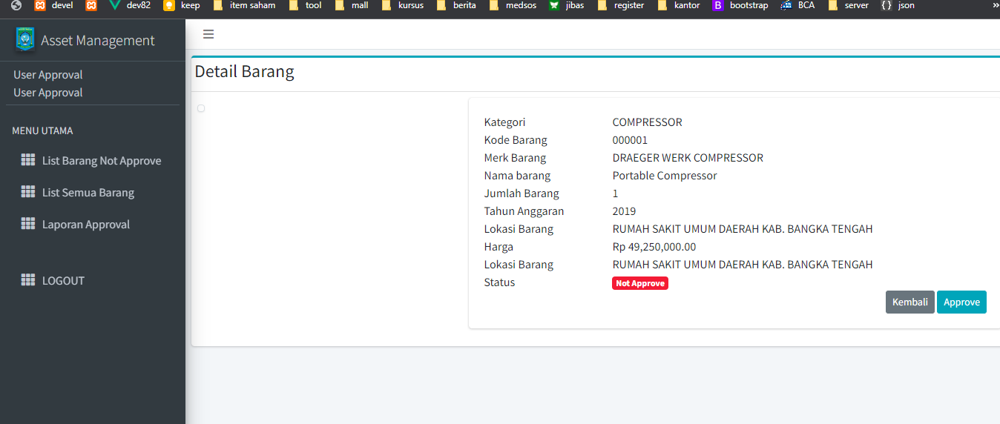 devel dev82 keep item saham tool mall kursus berita medsos jibas register kantor B bootstrap BCA server {} json »
Asset Management
User Approval
User Approval
MENU UTAMA
List Barang Not Approve
List Semua Barang
Laporan Approval
LOGOUT
Detail Barang
Kategori COMPRESSOR
Kode Barang 000001
Merk Barang DRAEGER WERK COMPRESSOR
Nama barang Portable Compressor
Jumlah Barang 1
Tahun Anggaran 2019
Lokasi Barang RUMAH SAKIT UMUM DAERAH KAB. BANGKA TENGAH
Harga Rp 49,250,000.00
Lokasi Barang RUMAH SAKIT UMUM DAERAH KAB. BANGKA TENGAH
Status Not Approve
Kembali Approve